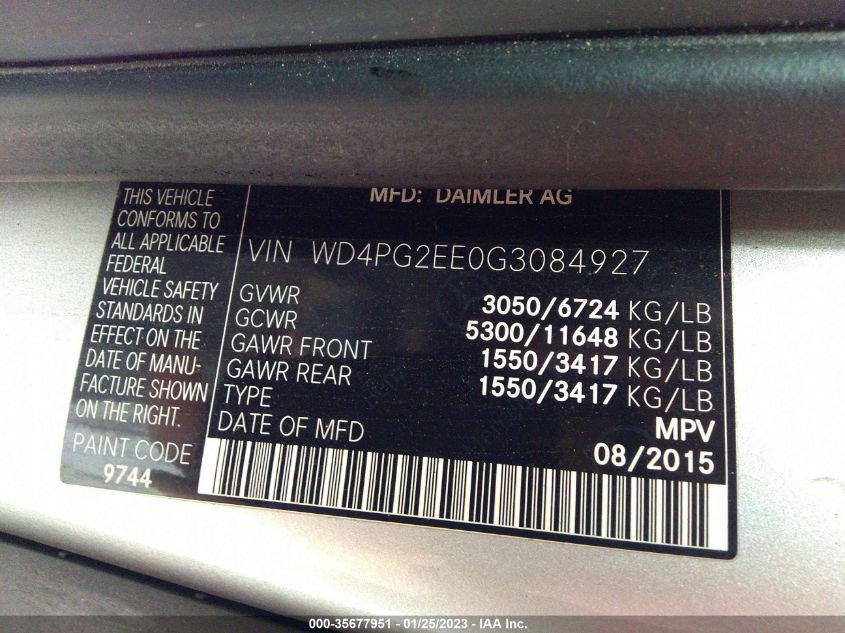 MFD: DAIMLER AG
THIS VEHICLE
CONFORMS TO
ALL APPLICABLE
FEDERAL
VEHICLE SAFETY
STANDARDS IN
EFFECT ON THE
DATE OF MANU-
FACTURE SHOWN
ON THE RIGHT.
PAINT CODE
9744
VIN WD4PG2EE0G3084927
GVWR 3050/6724 KG/LB
GCWR 5300/11648 KG/LB
GAWR FRONT 1550/3417 KG/LB
GAWR REAR 1550/3417 KG/LB
TYPE MPV
DATE OF MFD 08/2015
000-35677951 - 01/25/2023 - IAA Inc.